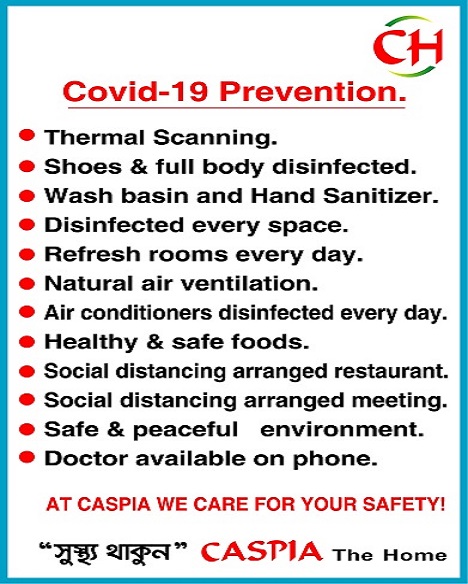 CH
Covid-19 Prevention.
Thermal Scanning.
Shoes & full body disinfected.
Wash basin and Hand Sanitizer.
Disinfected every space.
Refresh rooms every day.
Natural air ventilation.
Air conditioners disinfected every day.
Healthy & safe foods.
Social distancing arranged restaurant.
Social distancing arranged meeting.
Safe & peaceful environment.
Doctor available on phone.
AT CASPIA WE CARE FOR YOUR SAFETY!
“সুস্থ্য থাকুন” CASPIA The Home